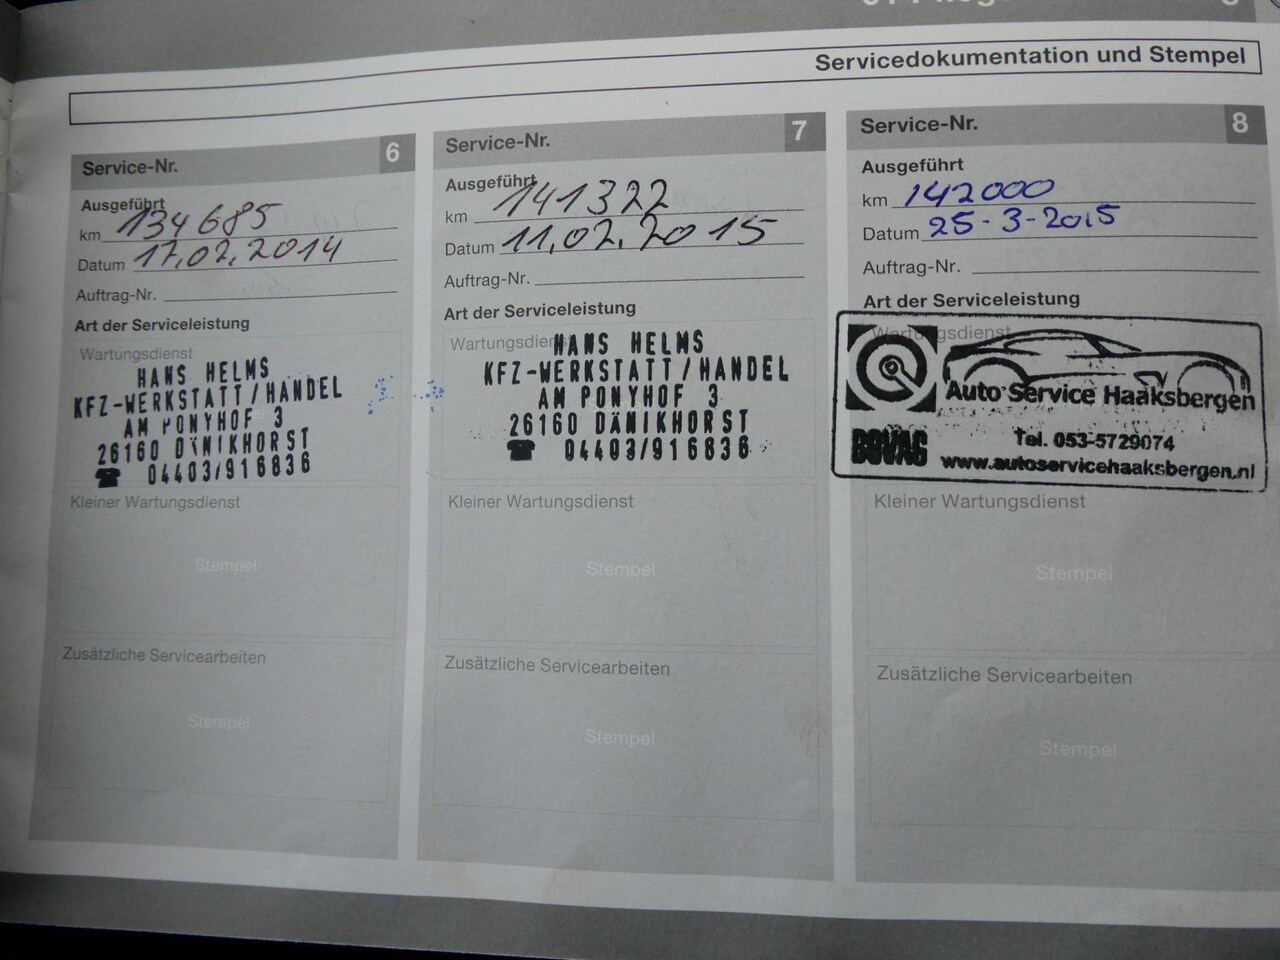 Servicedokumentation und Stempel
Service-Nr. 6
Ausgeführt
km 134685
Datum 17.02.2014
Auftrag-Nr.
Art der Serviceleistung
Wartungsdienst
HANS HELMS
KFZ-WERKSTATT/HANDEL
AM PONYHOF 3
26160 DÄNIKHORST
☎ 04403/916836
Kleiner Wartungsdienst
Stempel
Zusätzliche Servicearbeiten
Stempel
Service-Nr. 7
Ausgeführt
km 141322
Datum 11.02.2015
Auftrag-Nr.
Art der Serviceleistung
Wartungsdienst
HANS HELMS
KFZ-WERKSTATT/HANDEL
AM PONYHOF 3
26160 DÄNIKHORST
☎ 04403/916836
Kleiner Wartungsdienst
Stempel
Zusätzliche Servicearbeiten
Stempel
Service-Nr. 8
Ausgeführt
km 142000
Datum 25-3-2015
Auftrag-Nr.
Art der Serviceleistung
Wartungsdienst
Auto Service Haaksbergen
BOVAG
Tel. 053-5729074
www.autoservicehaaksbergen.nl
Kleiner Wartungsdienst
Stempel
Zusätzliche Servicearbeiten
Stempel